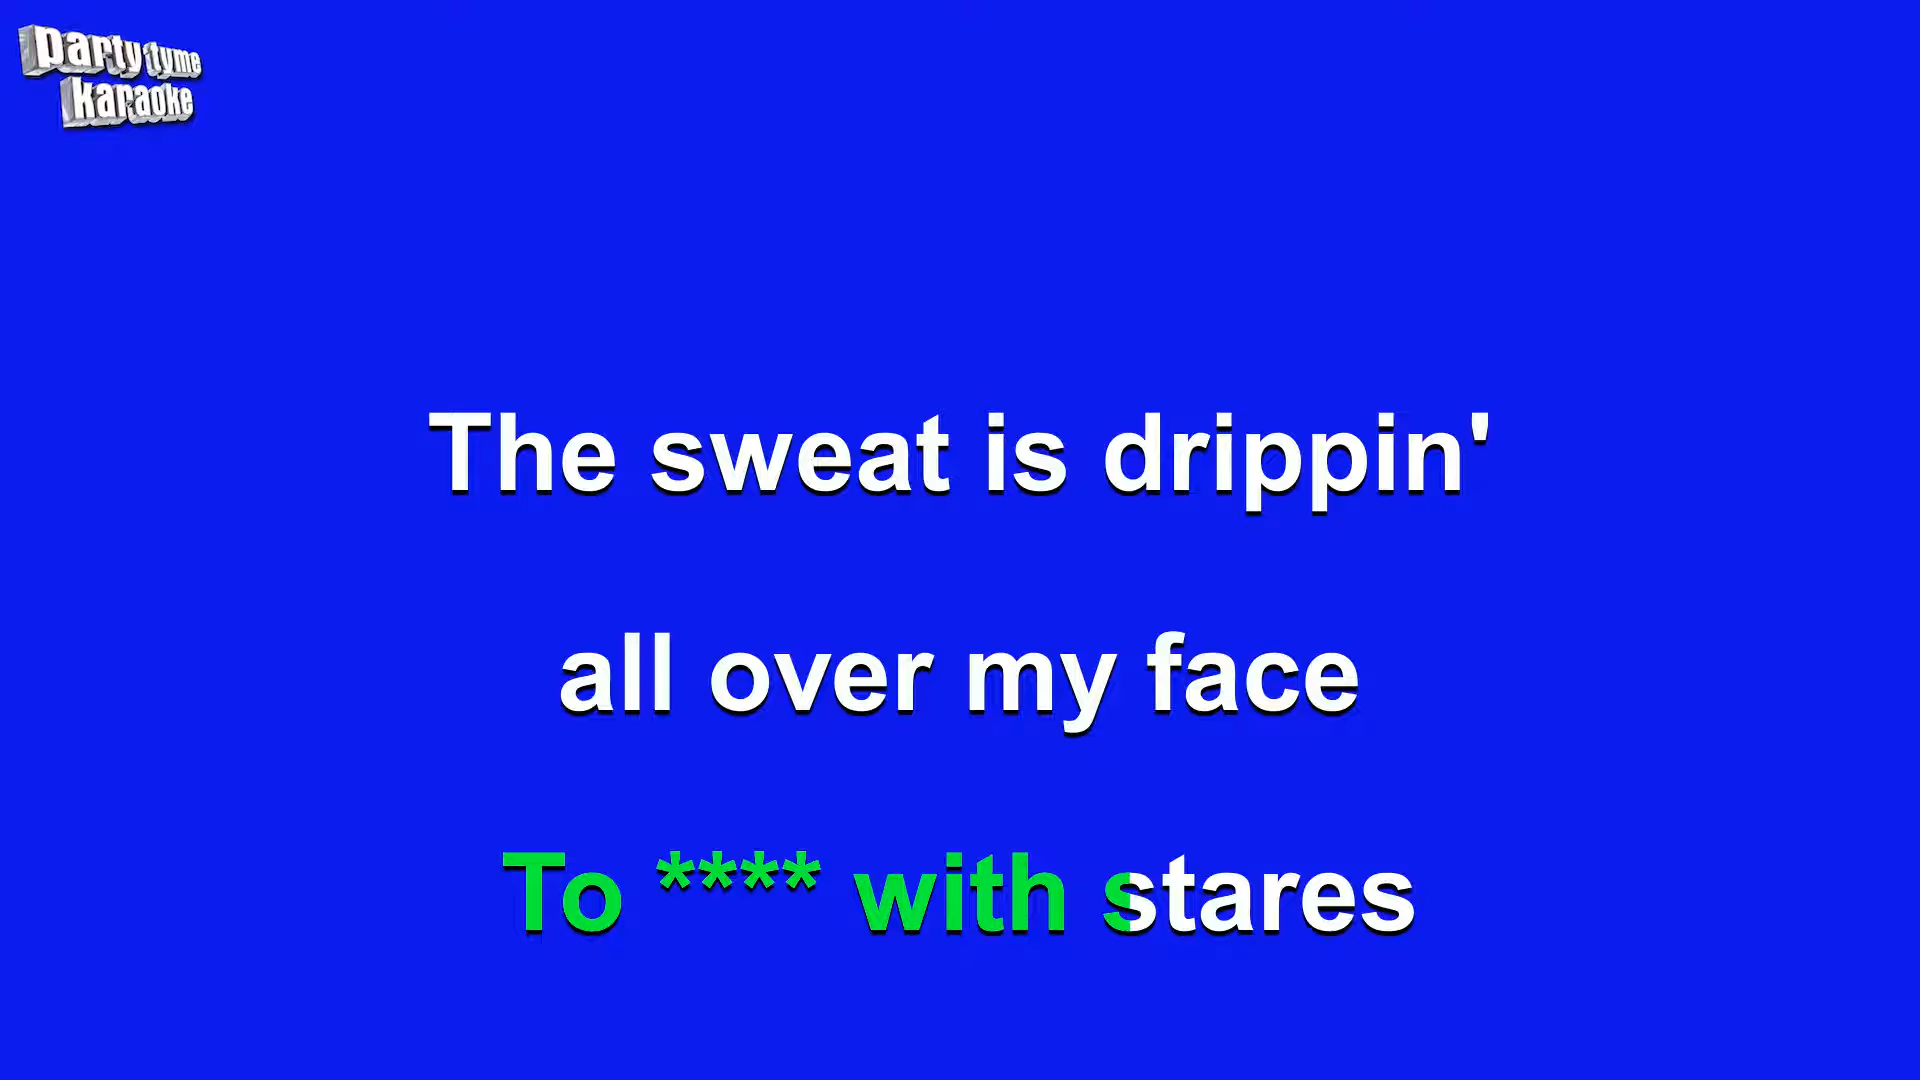 party tyme
karaoke
The sweat is drippin'
all over my face
To **** with stares